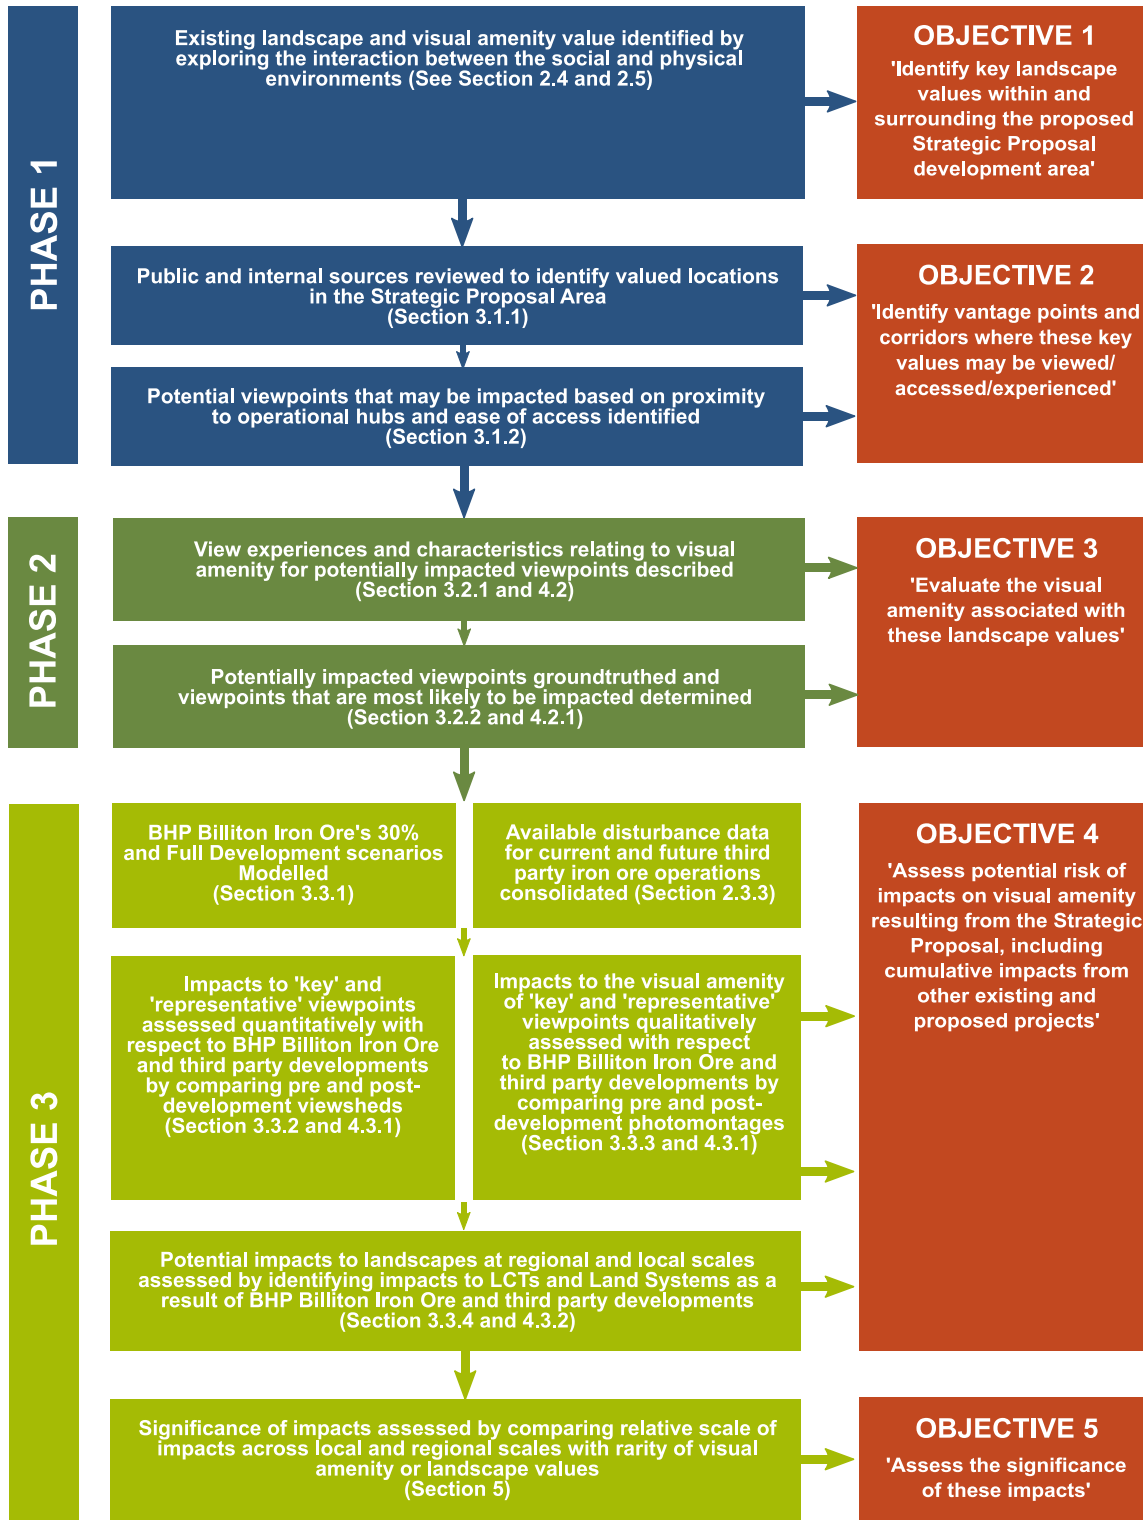 PHASE 1
Existing landscape and visual amenity value identified by
exploring the interaction between the social and physical
environments (See Section 2.4 and 2.5)
OBJECTIVE 1
'Identify key landscape
values within and
surrounding the proposed
Strategic Proposal
development area'
Public and internal sources reviewed to identify valued locations
in the Strategic Proposal Area
(Section 3.1.1)
OBJECTIVE 2
'Identify vantage points and
corridors where these key
values may be viewed/
accessed/experienced'
Potential viewpoints that may be impacted based on proximity
to operational hubs and ease of access identified
(Section 3.1.2)
PHASE 2
View experiences and characteristics relating to visual
amenity for potentially impacted viewpoints described
(Section 3.2.1 and 4.2)
OBJECTIVE 3
'Evaluate the visual
amenity associated with
these landscape values'
Potentially impacted viewpoints groundtruthed and
viewpoints that are most likely to be impacted determined
(Section 3.2.2 and 4.2.1)
PHASE 3
BHP Billiton Iron Ore's 30%
and Full Development scenarios
Modelled
(Section 3.3.1)
Available disturbance data
for current and future third
party iron ore operations
consolidated (Section 2.3.3)
OBJECTIVE 4
'Assess potential risk of
impacts on visual amenity
resulting from the Strategic
Proposal, including
cumulative impacts from
other existing and
proposed projects'
Impacts to 'key' and
'representative' viewpoints
assessed quantitatively with
respect to BHP Billiton Iron Ore
and third party developments
by comparing pre and post-
development viewsheds
(Section 3.3.2 and 4.3.1)
Impacts to the visual amenity
of 'key' and 'representative'
viewpoints qualitatively
assessed with respect
to BHP Billiton Iron Ore and
third party developments by
comparing pre and post-
development photomontages
(Section 3.3.3 and 4.3.1)
Potential impacts to landscapes at regional and local scales
assessed by identifying impacts to LCTs and Land Systems as a
result of BHP Billiton Iron Ore and third party developments
(Section 3.3.4 and 4.3.2)
Significance of impacts assessed by comparing relative scale of
impacts across local and regional scales with rarity of visual
amenity or landscape values
(Section 5)
OBJECTIVE 5
'Assess the significance
of these impacts'